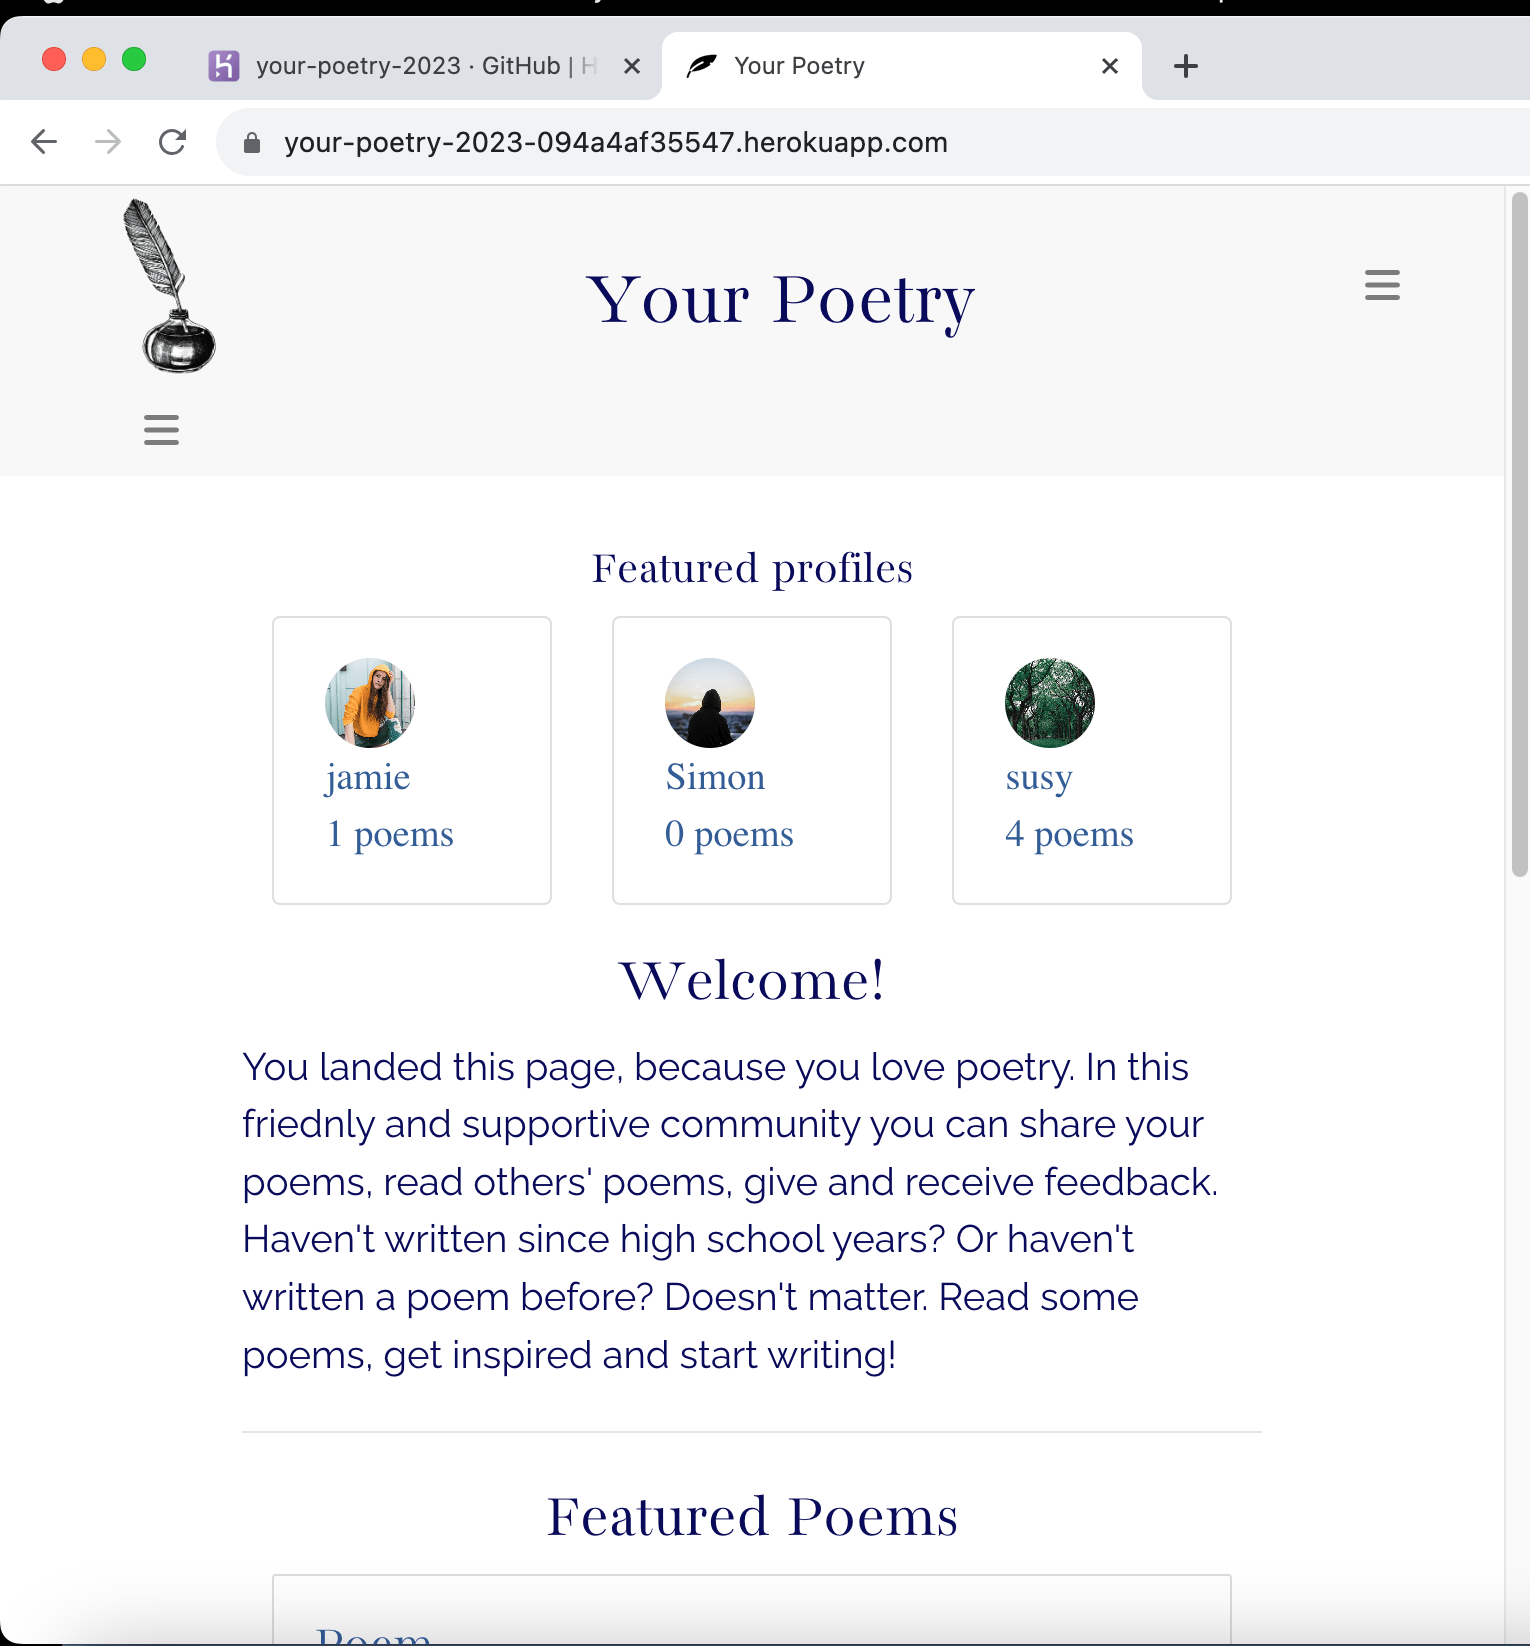 your-poetry-2023 · GitHub | H
Your Poetry
your-poetry-2023-094a4af35547.herokuapp.com
Your Poetry
Featured profiles
jamie
1 poems
Simon
0 poems
susy
4 poems
Welcome!
You landed this page, because you love poetry. In this
friednly and supportive community you can share your
poems, read others' poems, give and receive feedback.
Haven't written since high school years? Or haven't
written a poem before? Doesn't matter. Read some
poems, get inspired and start writing!
Featured Poems
Poem